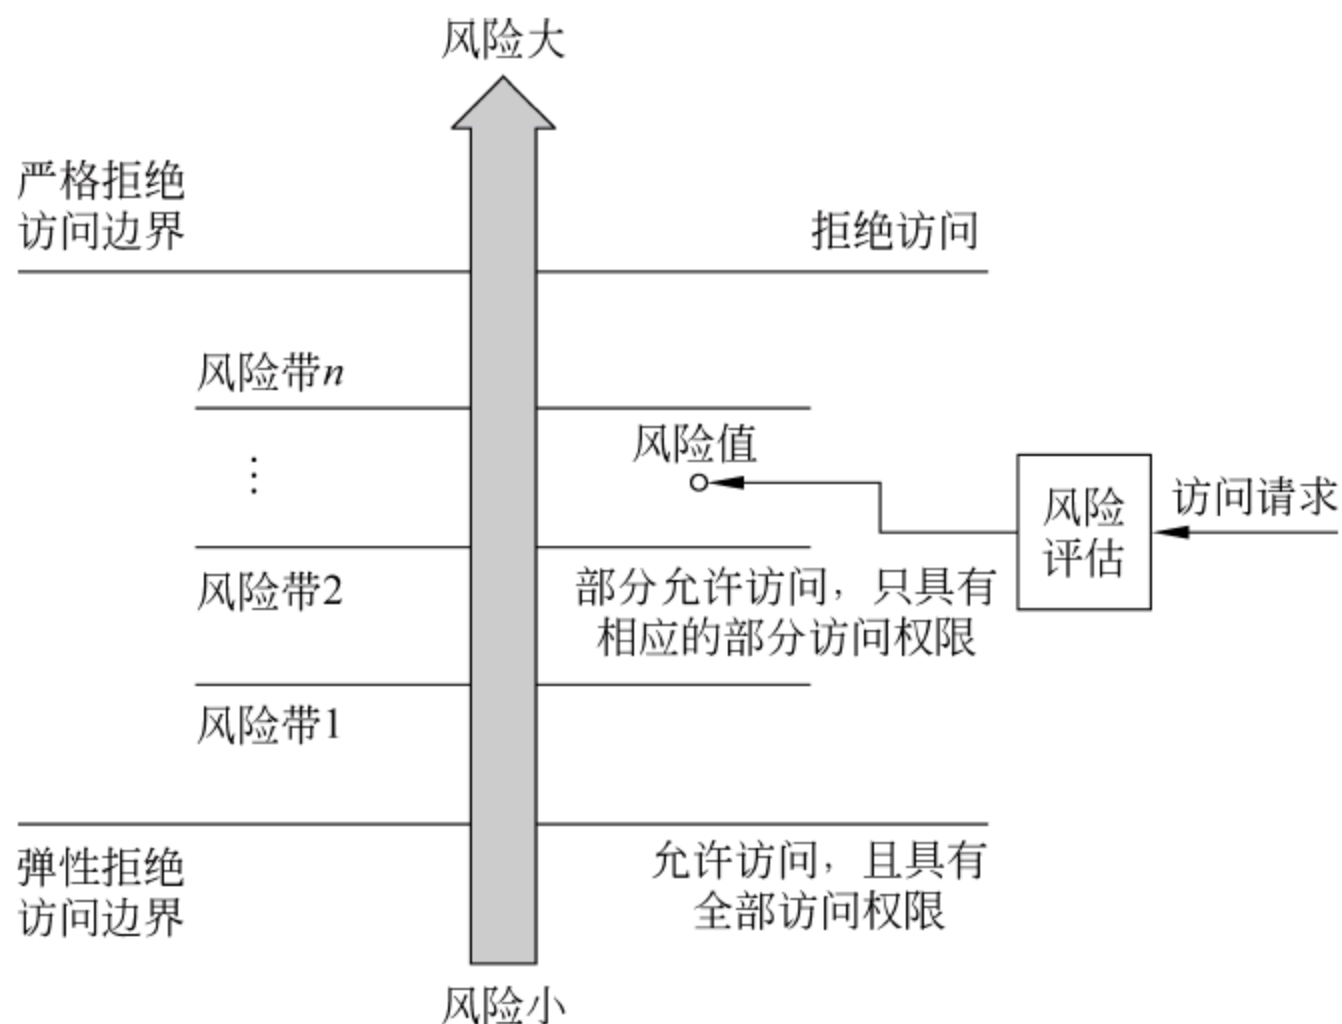 风险大
严格拒绝
访问边界
拒绝访问
风险带n
风险值
⋮
风险
评估
访问请求
风险带2
部分允许访问，只具有
相应的部分访问权限
风险带1
弹性拒绝
访问边界
允许访问，且具有
全部访问权限
风险小